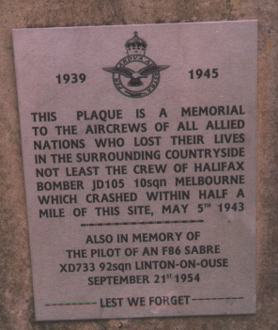 1939 1945
THIS PLAQUE IS A MEMORIAL
TO THE AIRCREWS OF ALL ALLIED
NATIONS WHO LOST THEIR LIVES
IN THE SURROUNDING COUNTRYSIDE
NOT LEAST THE CREW OF HALIFAX
BOMBER JD105 10sqn MELBOURNE
WHICH CRASHED WITHIN HALF A
MILE OF THIS SITE, MAY 5TH 1943
ALSO IN MEMORY OF
THE PILOT OF AN F86 SABRE
XD733 92sqn LINTON-ON-OUSE
SEPTEMBER 21st 1954
LEST WE FORGET